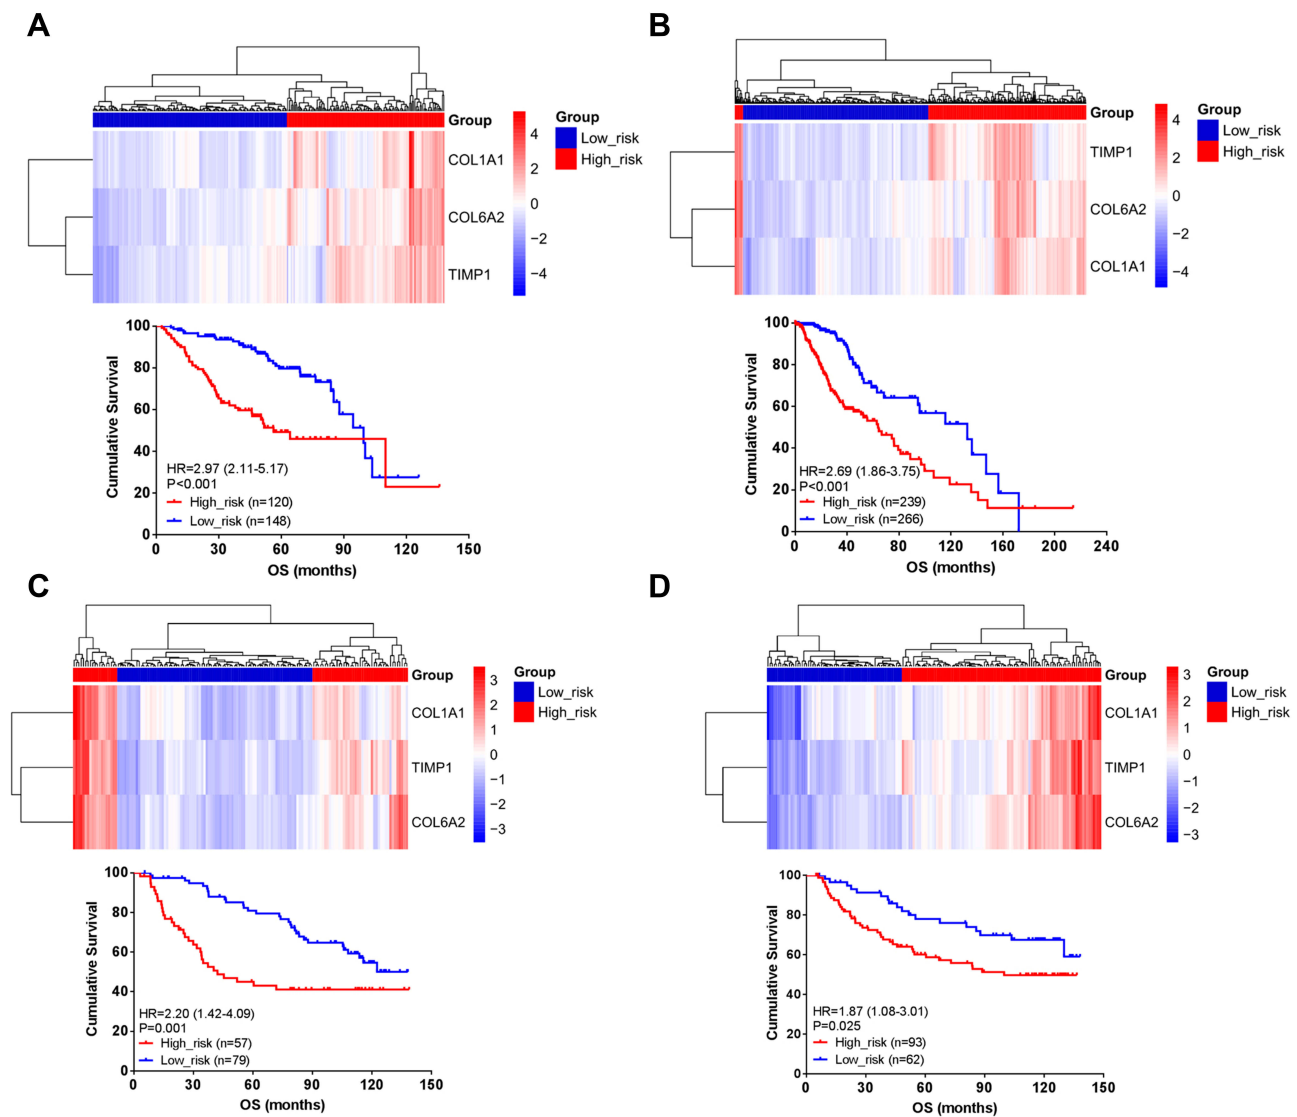 A
Group
COL1A1
COL6A2
TIMP1
4
2
0
−2
−4
Group
Low_risk
High_risk
Cumulative Survival
100
80
60
40
20
0
HR=2.97 (2.11-5.17)
P<0.001
High_risk (n=120)
Low_risk (n=148)
0 30 60 90 120 150
OS (months)
B
Group
TIMP1
COL6A2
COL1A1
4
2
0
−2
−4
Group
Low_risk
High_risk
Cumulative Survival
100
80
60
40
20
0
HR=2.69 (1.86-3.75)
P<0.001
High_risk (n=239)
Low_risk (n=266)
0 40 80 120 160 200 240
OS (months)
C
Group
COL1A1
TIMP1
COL6A2
3
2
1
0
−1
−2
−3
Group
Low_risk
High_risk
Cumulative Survival
100
80
60
40
20
0
HR=2.20 (1.42-4.09)
P=0.001
High_risk (n=57)
Low_risk (n=79)
0 30 60 90 120 150
OS (months)
D
Group
COL1A1
TIMP1
COL6A2
3
2
1
0
−1
−2
−3
Group
Low_risk
High_risk
Cumulative Survival
100
80
60
40
20
0
HR=1.87 (1.08-3.01)
P=0.025
High_risk (n=93)
Low_risk (n=62)
0 30 60 90 120 150
OS (months)